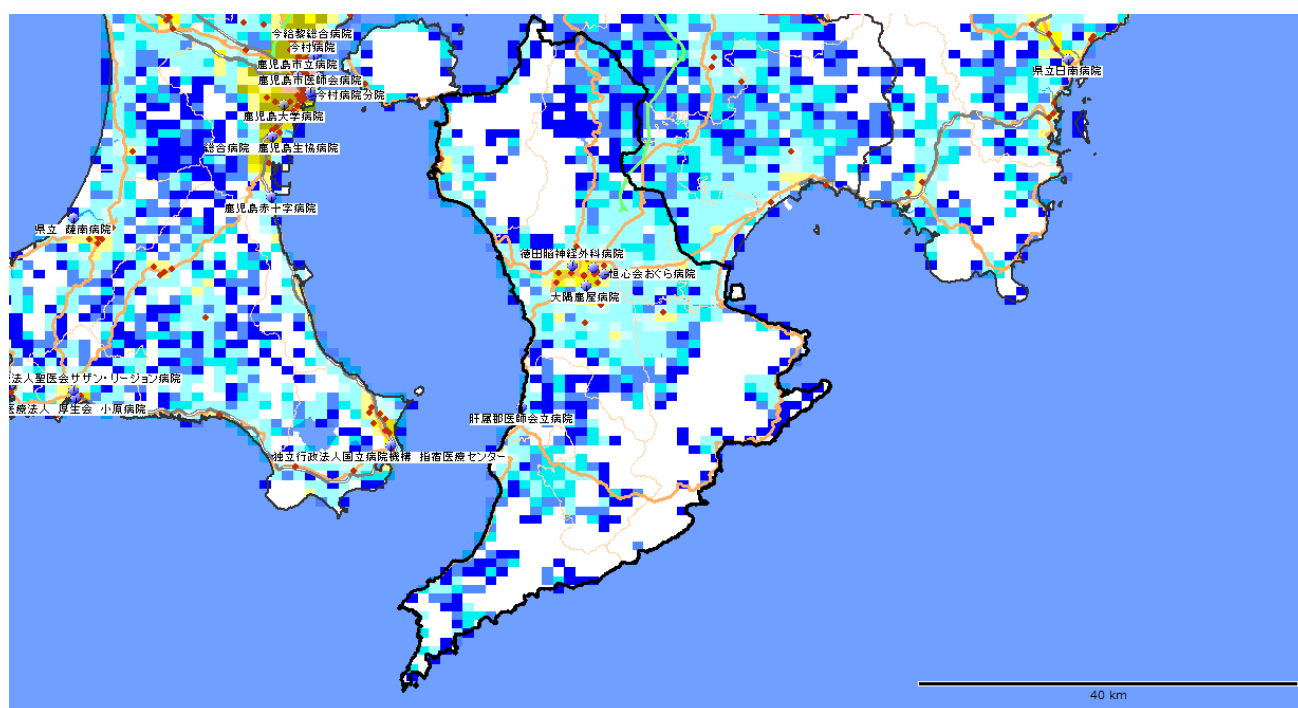 今給黎総合病院
今村病院
鹿児島市立病院
県立日南病院
鹿児島市医師会病院
今村病院分院
鹿児島大学病院
総合病院 鹿児島生協病院
鹿児島赤十字病院
県立 薩南病院
徳田脳神経外科病院
恒心会おぐら病院
大隅鹿屋病院
法人聖医会サザン・リージョン病院
医療法人 厚生会 小原病院
肝属郡医師会立病院
独立行政法人国立病院機構 指宿医療センター
40 km